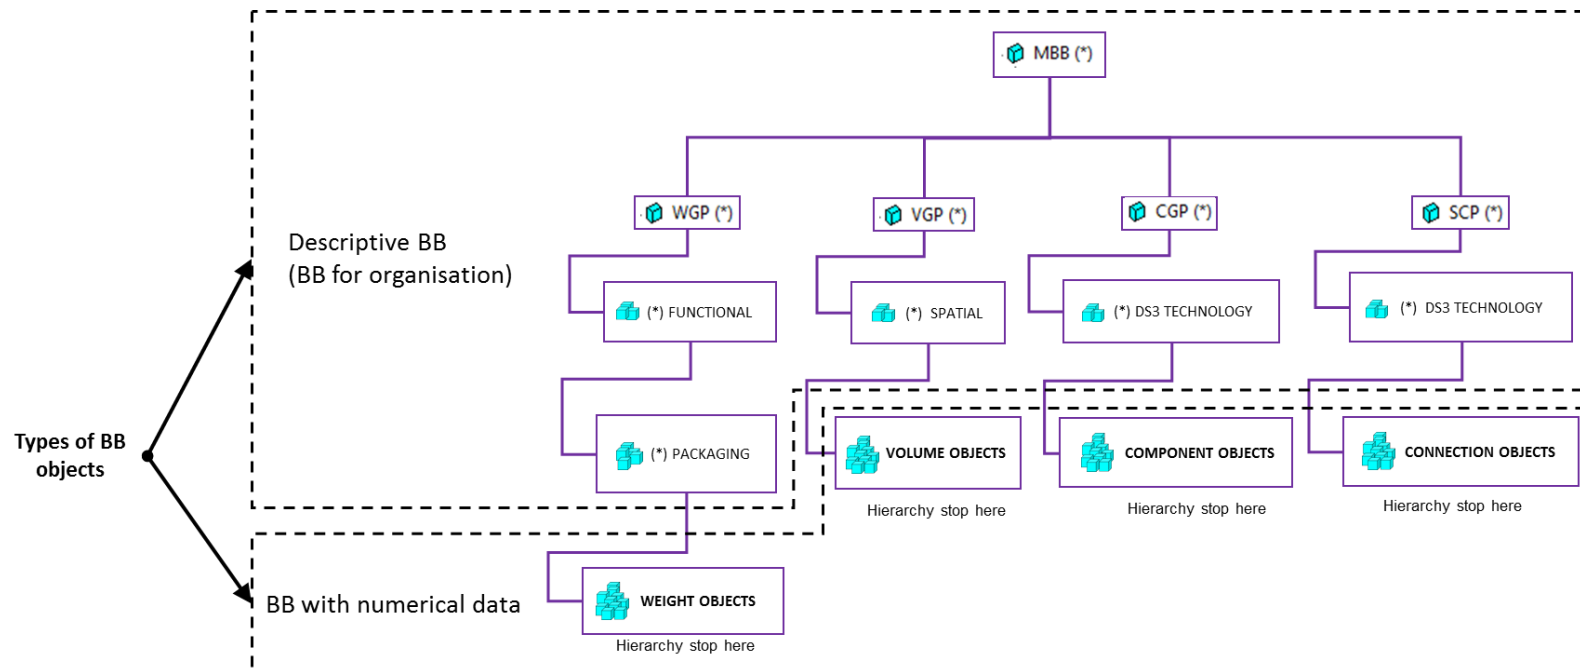 MBB (*)
WGP (*)
VGP (*)
CGP (*)
SCP (*)
Descriptive BB
(BB for organisation)
(*) FUNCTIONAL
(*) SPATIAL
(*) DS3 TECHNOLOGY
(*) DS3 TECHNOLOGY
Types of BB
objects
(*) PACKAGING
VOLUME OBJECTS
COMPONENT OBJECTS
CONNECTION OBJECTS
Hierarchy stop here
Hierarchy stop here
Hierarchy stop here
BB with numerical data
WEIGHT OBJECTS
Hierarchy stop here